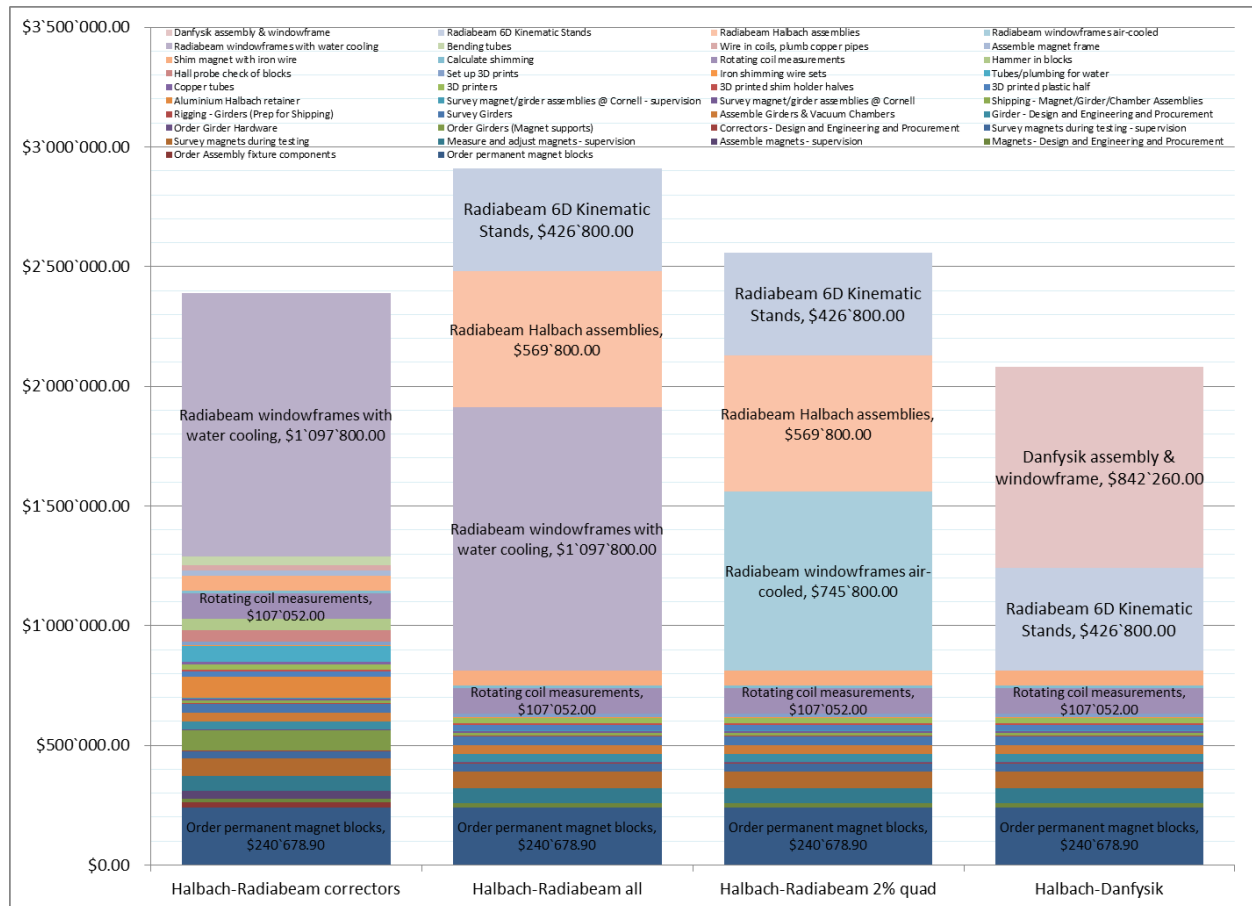 $3`500`000.00
Danfysik assembly & windowframe
Radiabeam 6D Kinematic Stands
Radiabeam Halbach assemblies
Radiabeam windowframes air-cooled
Radiabeam windowframes with water cooling
Bending tubes
Wire in coils, plumb copper pipes
Assemble magnet frame
Shim magnet with iron wire
Calculate shimming
Rotating coil measurements
Hammer in blocks
Hall probe check of blocks
Set up 3D prints
Iron shimming wire sets
Tubes/plumbing for water
Copper tubes
3D printers
3D printed shim holder halves
3D printed plastic half
Aluminium Halbach retainer
Survey magnet/girder assemblies @ Cornell - supervision
Survey magnet/girder assemblies @ Cornell
Shipping - Magnet/Girder/Chamber Assemblies
Rigging - Girders (Prep for Shipping)
Survey Girders
Assemble Girders & Vacuum Chambers
Girder - Design and Engineering and Procurement
Order Girder Hardware
Order Girders (Magnet supports)
Correctors - Design and Engineering and Procurement
Survey magnets during testing - supervision
Survey magnets during testing
Measure and adjust magnets - supervision
Assemble magnets - supervision
Magnets - Design and Engineering and Procurement
Order Assembly fixture components
Order permanent magnet blocks
$3`000`000.00
$2`500`000.00
$2`000`000.00
$1`500`000.00
$1`000`000.00
$500`000.00
$0.00
Radiabeam windowframes with
water cooling, $1`097`800.00
Rotating coil measurements,
$107`052.00
Order permanent magnet blocks,
$240`678.90
Radiabeam 6D Kinematic
Stands, $426`800.00
Radiabeam Halbach assemblies,
$569`800.00
Radiabeam windowframes with
water cooling, $1`097`800.00
Rotating coil measurements,
$107`052.00
Order permanent magnet blocks,
$240`678.90
Radiabeam 6D Kinematic
Stands, $426`800.00
Radiabeam Halbach assemblies,
$569`800.00
Radiabeam windowframes air-
cooled, $745`800.00
Rotating coil measurements,
$107`052.00
Order permanent magnet blocks,
$240`678.90
Danfysik assembly &
windowframe, $842`260.00
Radiabeam 6D Kinematic
Stands, $426`800.00
Rotating coil measurements,
$107`052.00
Order permanent magnet blocks,
$240`678.90
Halbach-Radiabeam correctors
Halbach-Radiabeam all
Halbach-Radiabeam 2% quad
Halbach-Danfysik